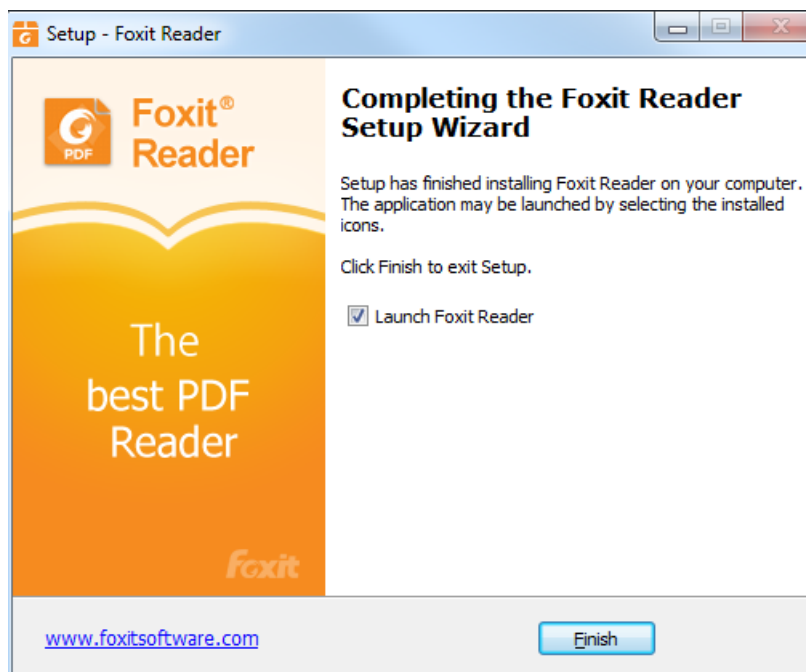 Setup - Foxit Reader
Foxit®
Reader
PDF
The
best PDF
Reader
foxit
Completing the Foxit Reader
Setup Wizard
Setup has finished installing Foxit Reader on your computer.
The application may be launched by selecting the installed
icons.
Click Finish to exit Setup.
Launch Foxit Reader
www.foxitsoftware.com
Finish